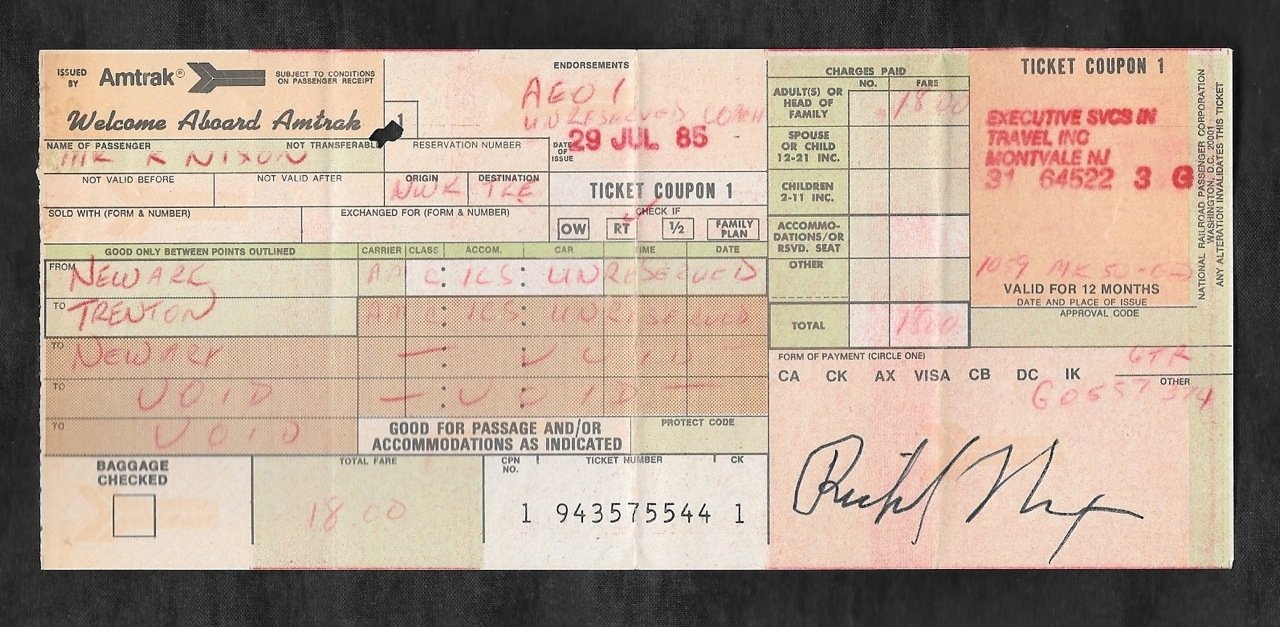 ISSUED BY Amtrak® SUBJECT TO CONDITIONS ON PASSENGER RECEIPT
Welcome Aboard Amtrak
1
NAME OF PASSENGER NOT TRANSFERABLE
MR R NIXON
NOT VALID BEFORE NOT VALID AFTER
ORIGIN DESTINATION
NWK TRE
SOLD WITH (FORM & NUMBER) EXCHANGED FOR (FORM & NUMBER)
ENDORSEMENTS
AEO1
UNRESERVED COACH
RESERVATION NUMBER
DATE OF ISSUE 29 JUL 85
TICKET COUPON 1
CHECK IF
OW RT ½ FAMILY PLAN
GOOD ONLY BETWEEN POINTS OUTLINED CARRIER CLASS ACCOM. CAR TIME DATE
FROM NEWARK AM C: ICS: UNRESERVED
TO TRENTON AM : ICS: UNRESERVED
TO NEWARK — VOID —
TO VOID — VOID —
TO VOID
GOOD FOR PASSAGE AND/OR
ACCOMMODATIONS AS INDICATED
PROTECT CODE
BAGGAGE CHECKED
TOTAL FARE
18.00
CPN NO. TICKET NUMBER CK
1 943575544 1
CHARGES PAID
NO. FARE
ADULT(S) OR HEAD OF FAMILY 18 00
SPOUSE OR CHILD 12-21 INC.
CHILDREN 2-11 INC.
ACCOMMO-DATIONS/OR RSVD. SEAT
OTHER
TOTAL 18.00
TICKET COUPON 1
EXECUTIVE SVCS IN
TRAVEL INC
MONTVALE NJ
31 64522 3 G
VALID FOR 12 MONTHS
DATE AND PLACE OF ISSUE
APPROVAL CODE
FORM OF PAYMENT (CIRCLE ONE)
CA CK AX VISA CB DC IK
GTR
OTHER
NATIONAL RAILROAD PASSENGER CORPORATION
WASHINGTON, D.C. 20001
ANY ALTERATION INVALIDATES THIS TICKET